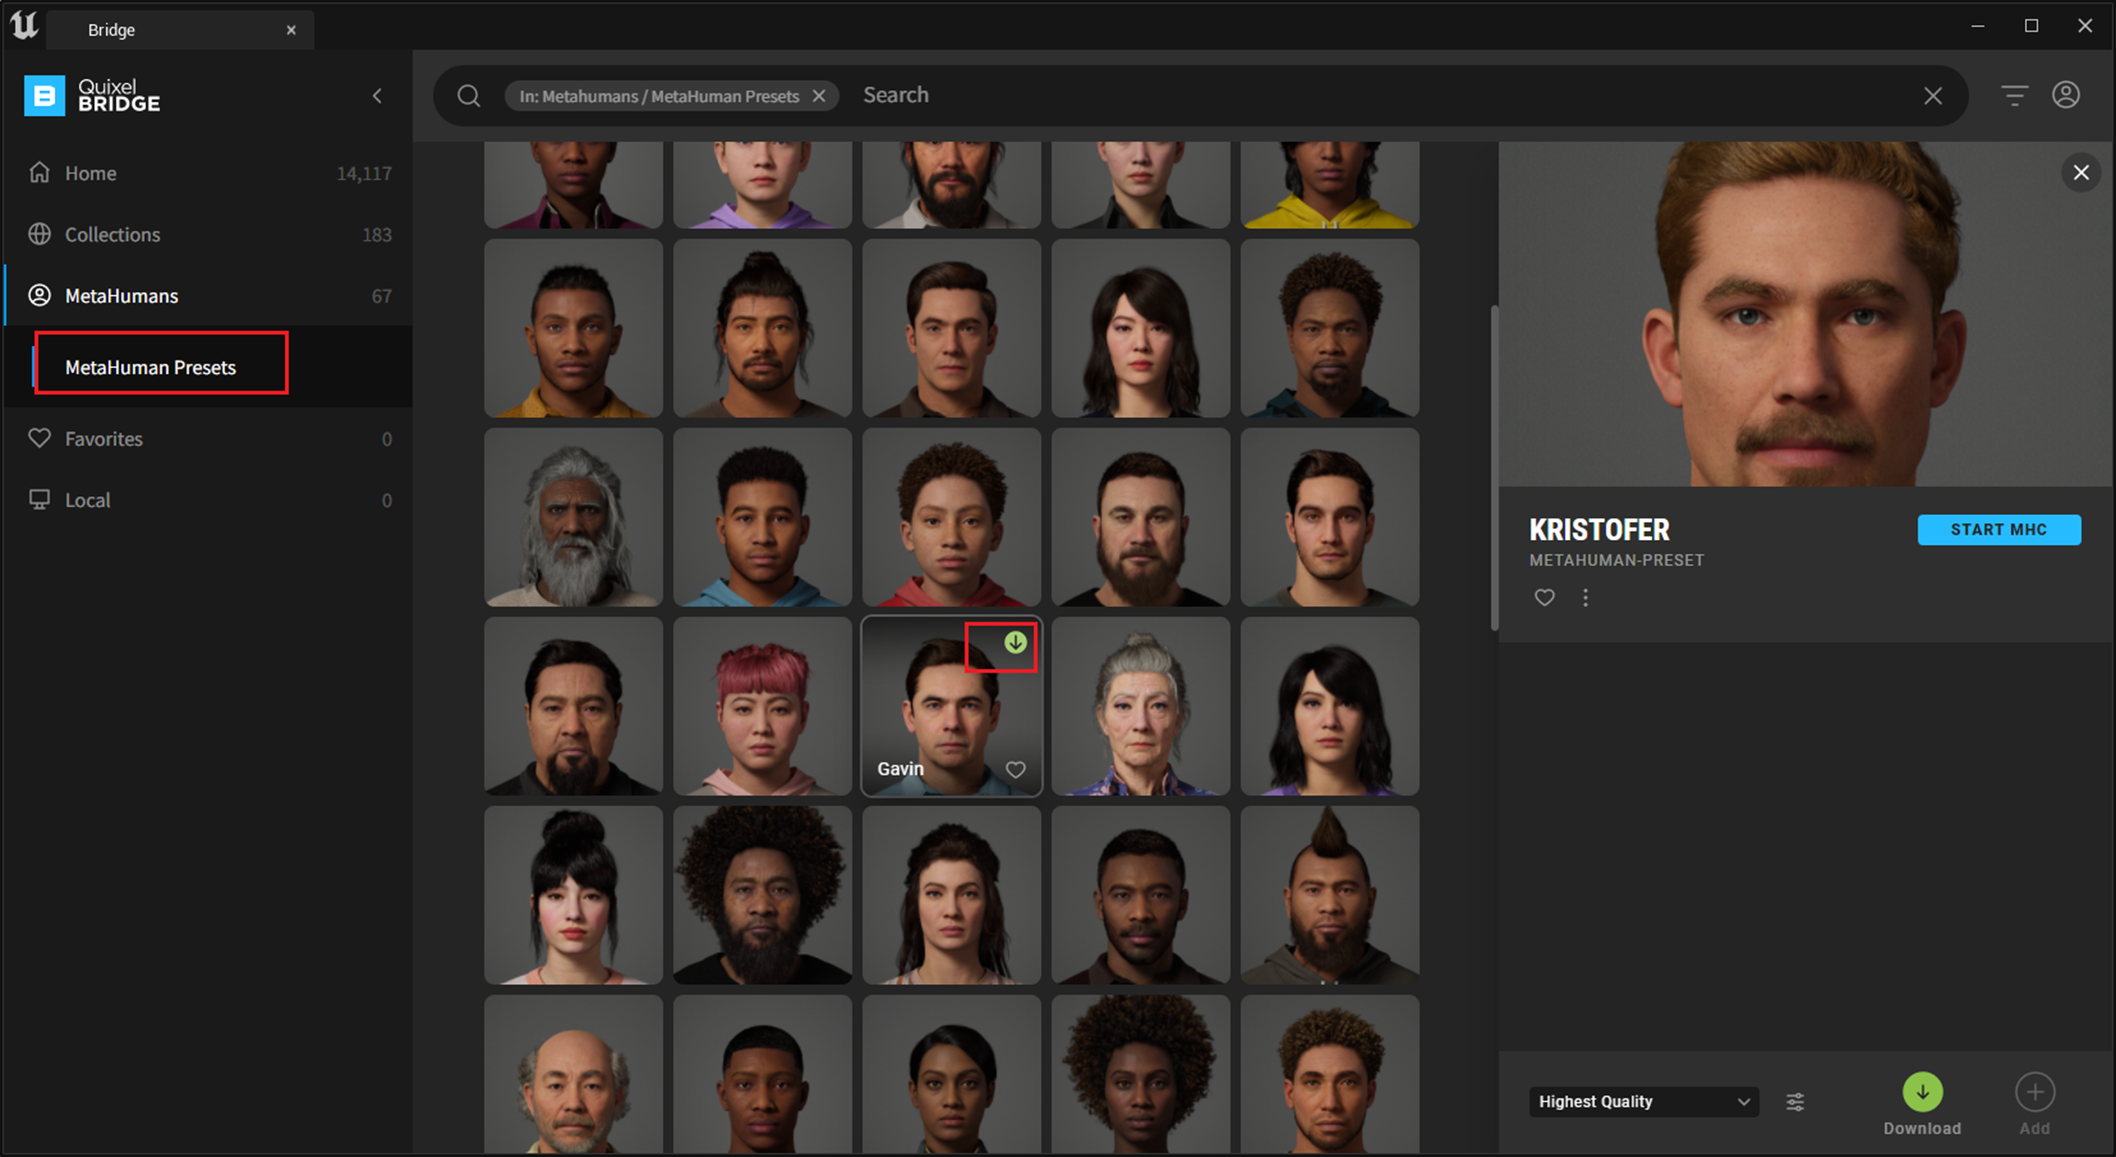 Bridge
Quixel
BRIDGE
In: Metahumans / MetaHuman Presets
Search
Home 14,117
Collections 183
MetaHumans 67
MetaHuman Presets
Favorites 0
Local 0
Gavin
KRISTOFER
START MHC
METAHUMAN-PRESET
Highest Quality
Download
Add